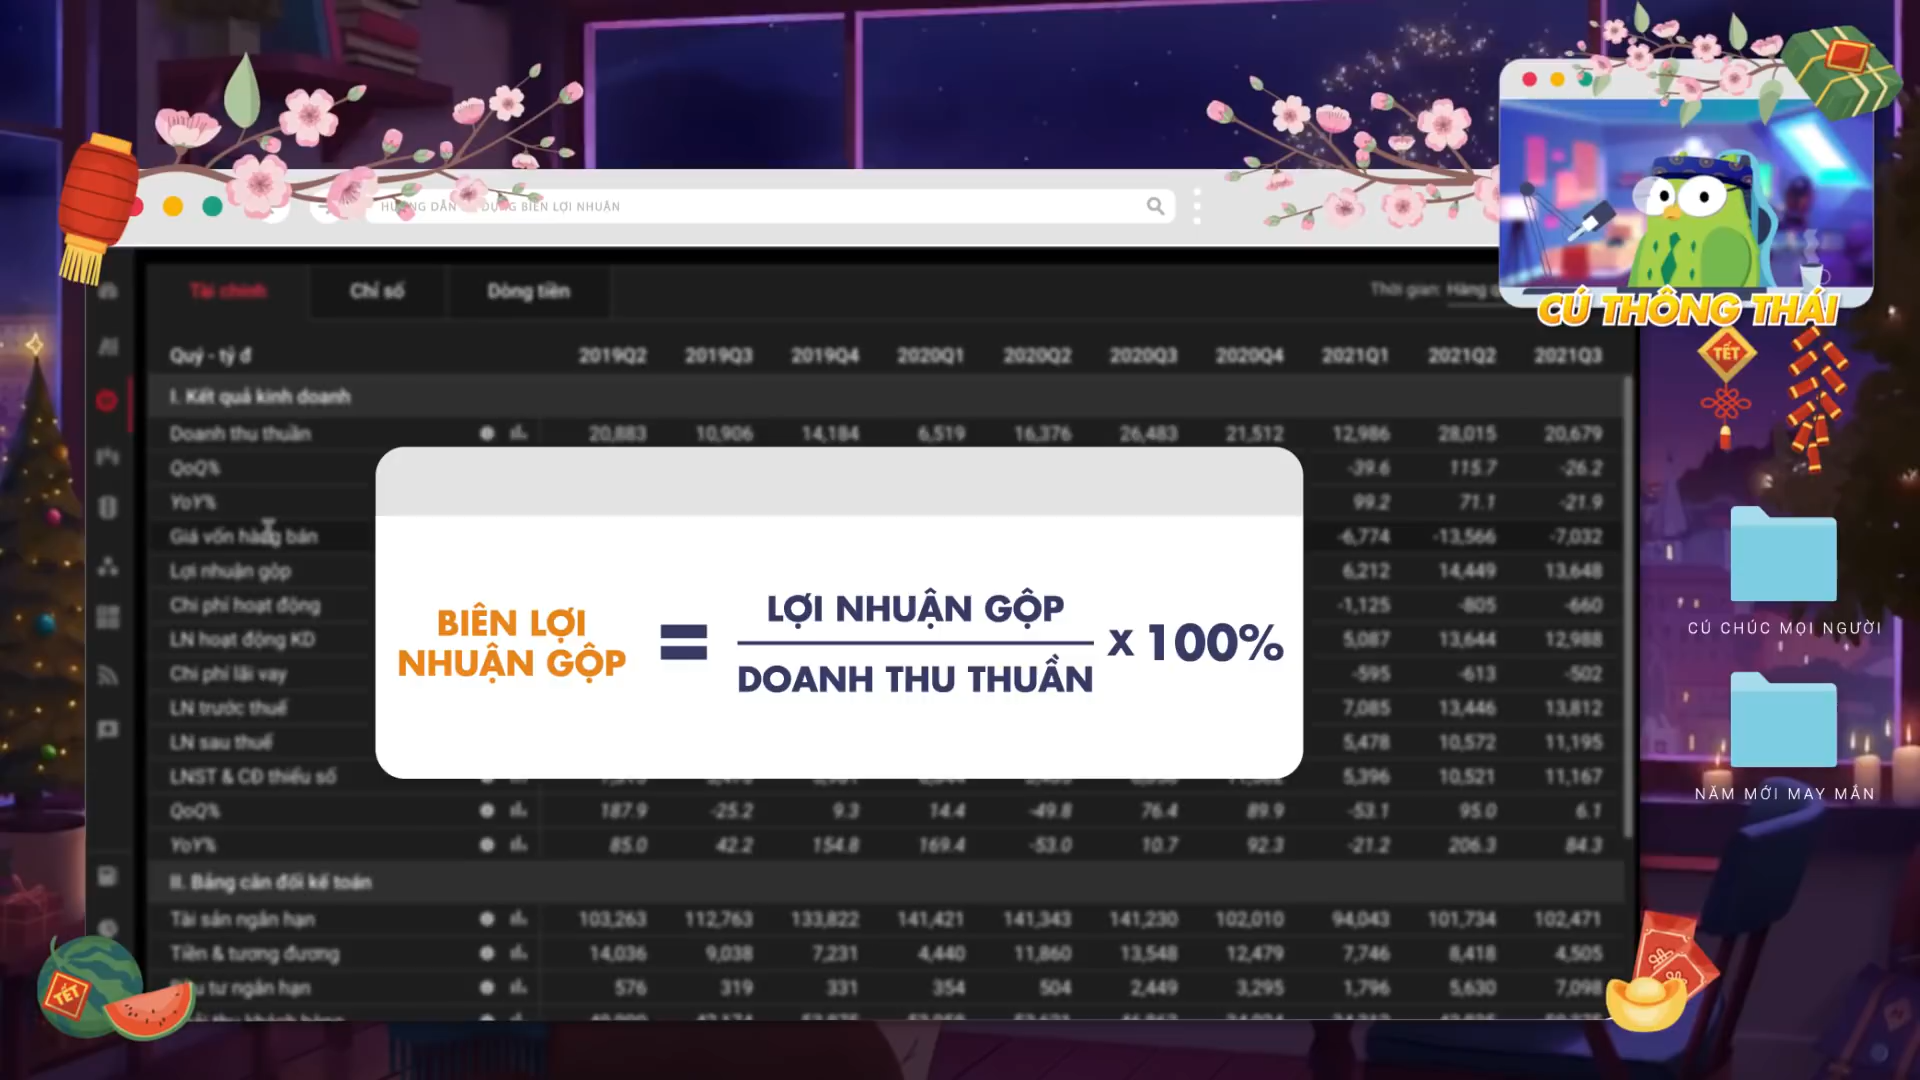 HƯỚNG DẪN SỬ DỤNG BIÊN LỢI NHUẬN
CÚ THÔNG THÁI
TẾT
Tài chính Chỉ số Dòng tiền Thời gian: Hàng
Quý - tỷ đ 2019Q2 2019Q3 2019Q4 2020Q1 2020Q2 2020Q3 2020Q4 2021Q1 2021Q2 2021Q3
I. Kết quả kinh doanh
Doanh thu thuần 20,883 10,906 14,184 6,519 16,376 26,483 21,512 12,986 28,015 20,679
QoQ% -39.6 115.7 -26.2
YoY% 99.2 71.1 -21.9
Giá vốn hàng bán -6,774 -13,566 -7,032
Lợi nhuận gộp 6,212 14,449 13,648
Chi phí hoạt động -1,125 -805 -660
LN hoạt động KD 5,087 13,644 12,988
Chi phí lãi vay -595 -613 -502
LN trước thuế 7,085 13,446 13,812
LN sau thuế 5,478 10,572 11,195
LNST & CĐ thiểu số 5,396 10,521 11,167
QoQ% 187.9 -25.2 9.3 14.4 -49.8 76.4 89.9 -53.1 95.0 6.1
YoY% 85.0 42.2 154.8 169.4 -53.0 10.7 92.3 -21.2 206.3 84.3
II. Bảng cân đối kế toán
Tài sản ngắn hạn 103,263 112,763 133,822 141,421 141,343 141,230 102,010 94,043 101,734 102,471
Tiền & tương đương 14,036 9,038 7,231 4,440 11,860 13,548 12,479 7,746 8,418 4,505
tư ngắn hạn 576 319 331 354 504 2,449 3,295 1,796 5,630 7,098
BIÊN LỢI
NHUẬN GỘP
=
LỢI NHUẬN GỘP
DOANH THU THUẦN
x 100%
CÚ CHÚC MỌI NGƯỜI
NĂM MỚI MAY MẮN
TẾT